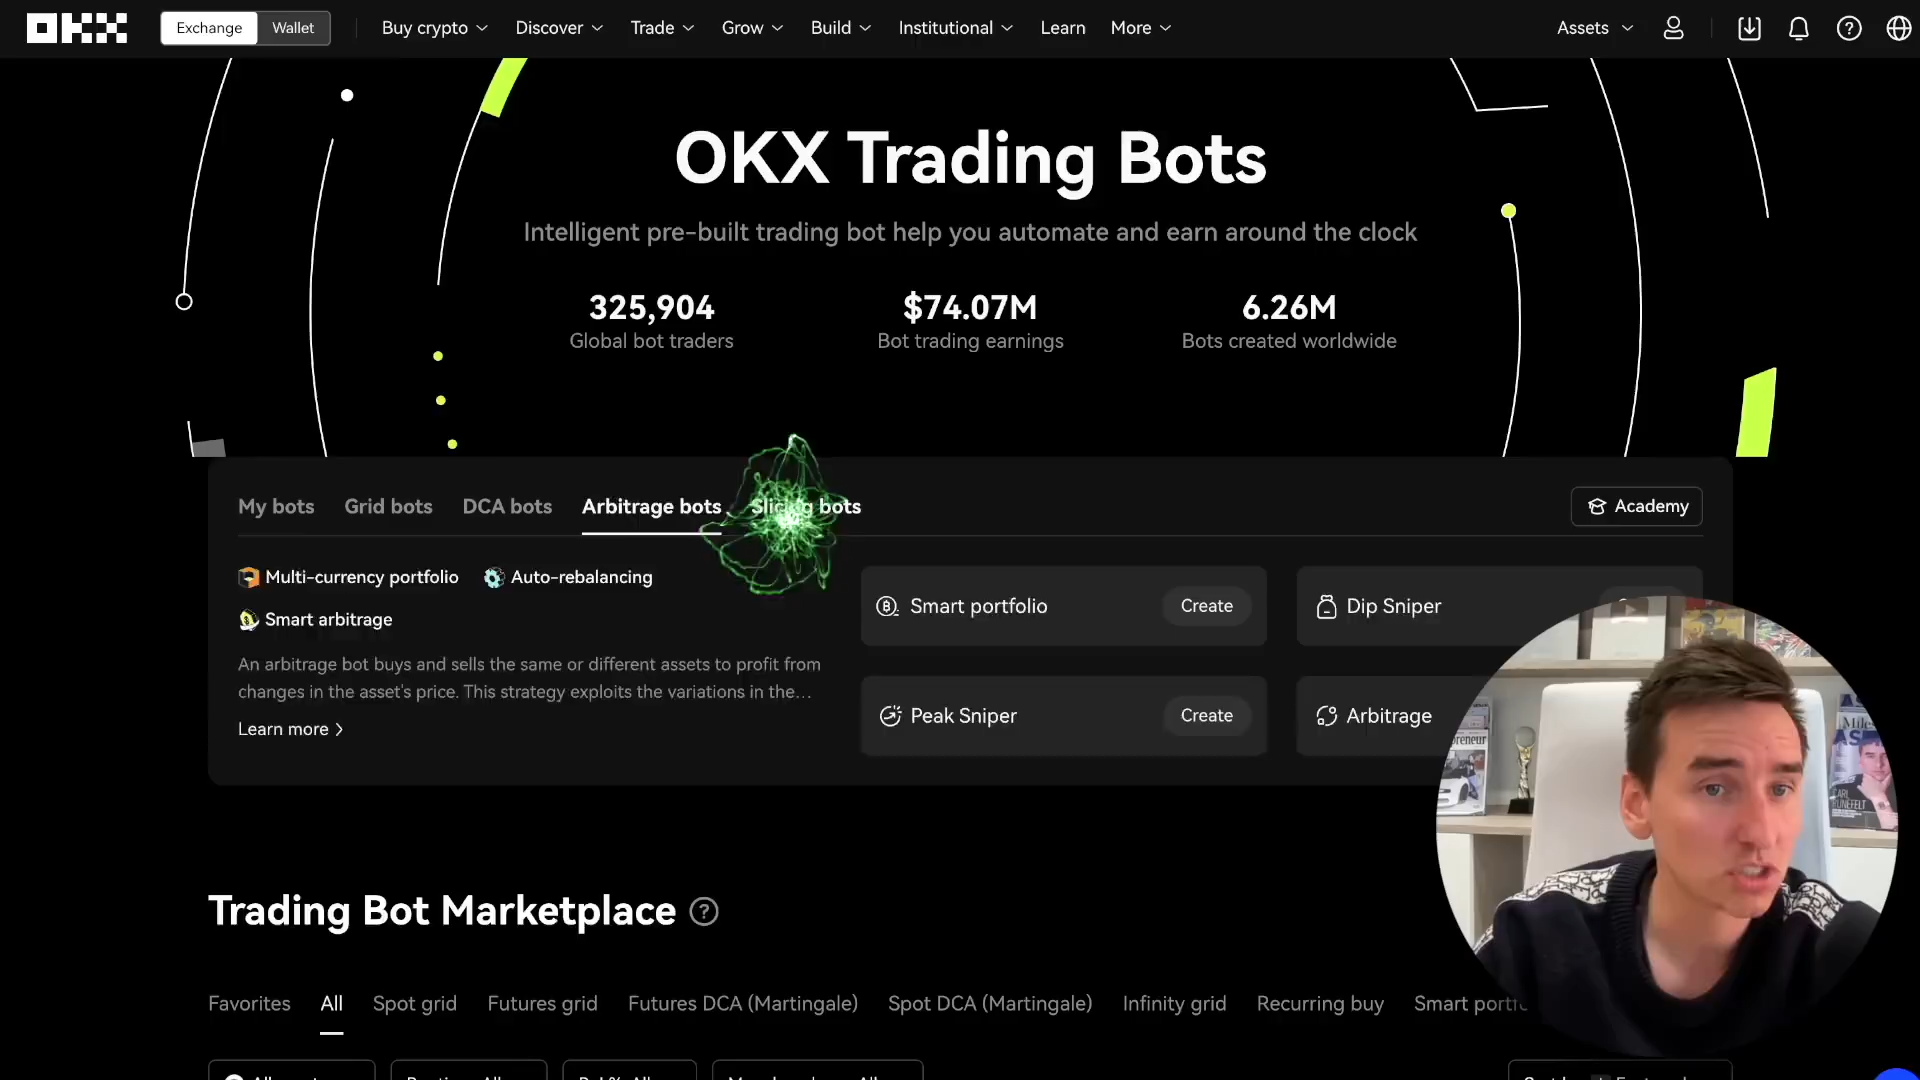 OKX Exchange Wallet Buy crypto Discover Trade Grow Build Institutional Learn More Assets
OKX Trading Bots
Intelligent pre-built trading bot help you automate and earn around the clock
325,904 $74.07M 6.26M
Global bot traders Bot trading earnings Bots created worldwide
My bots Grid bots DCA bots Arbitrage bots Slicing bots Academy
Multi-currency portfolio Auto-rebalancing
Smart arbitrage
An arbitrage bot buys and sells the same or different assets to profit from
changes in the asset's price. This strategy exploits the variations in the...
Learn more
Smart portfolio Create Dip Sniper
Peak Sniper Create Arbitrage
Trading Bot Marketplace
Favorites All Spot grid Futures grid Futures DCA (Martingale) Spot DCA (Martingale) Infinity grid Recurring buy Smart